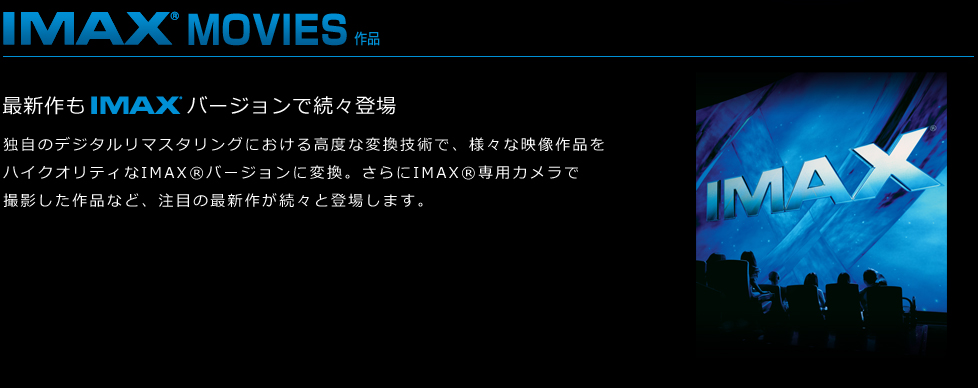 IMAX® MOVIES 作品
最新作も IMAX® バージョンで続々登場
独自のデジタルリマスタリングにおける高度な変換技術で、様々な映像作品を
ハイクオリティなIMAX®バージョンに変換。さらにIMAX®専用カメラで
撮影した作品など、注目の最新作が続々と登場します。
IMAX®